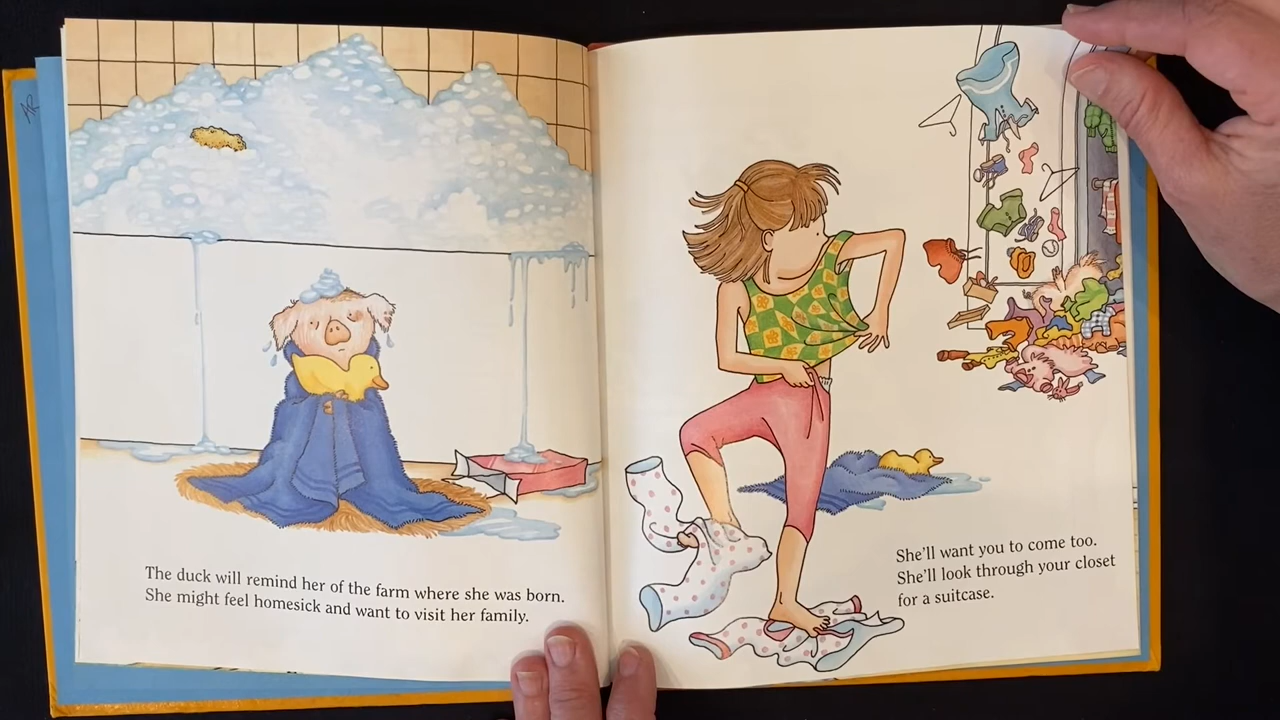 The duck will remind her of the farm where she was born.
She might feel homesick and want to visit her family.
She'll want you to come too.
She'll look through your closet
for a suitcase.